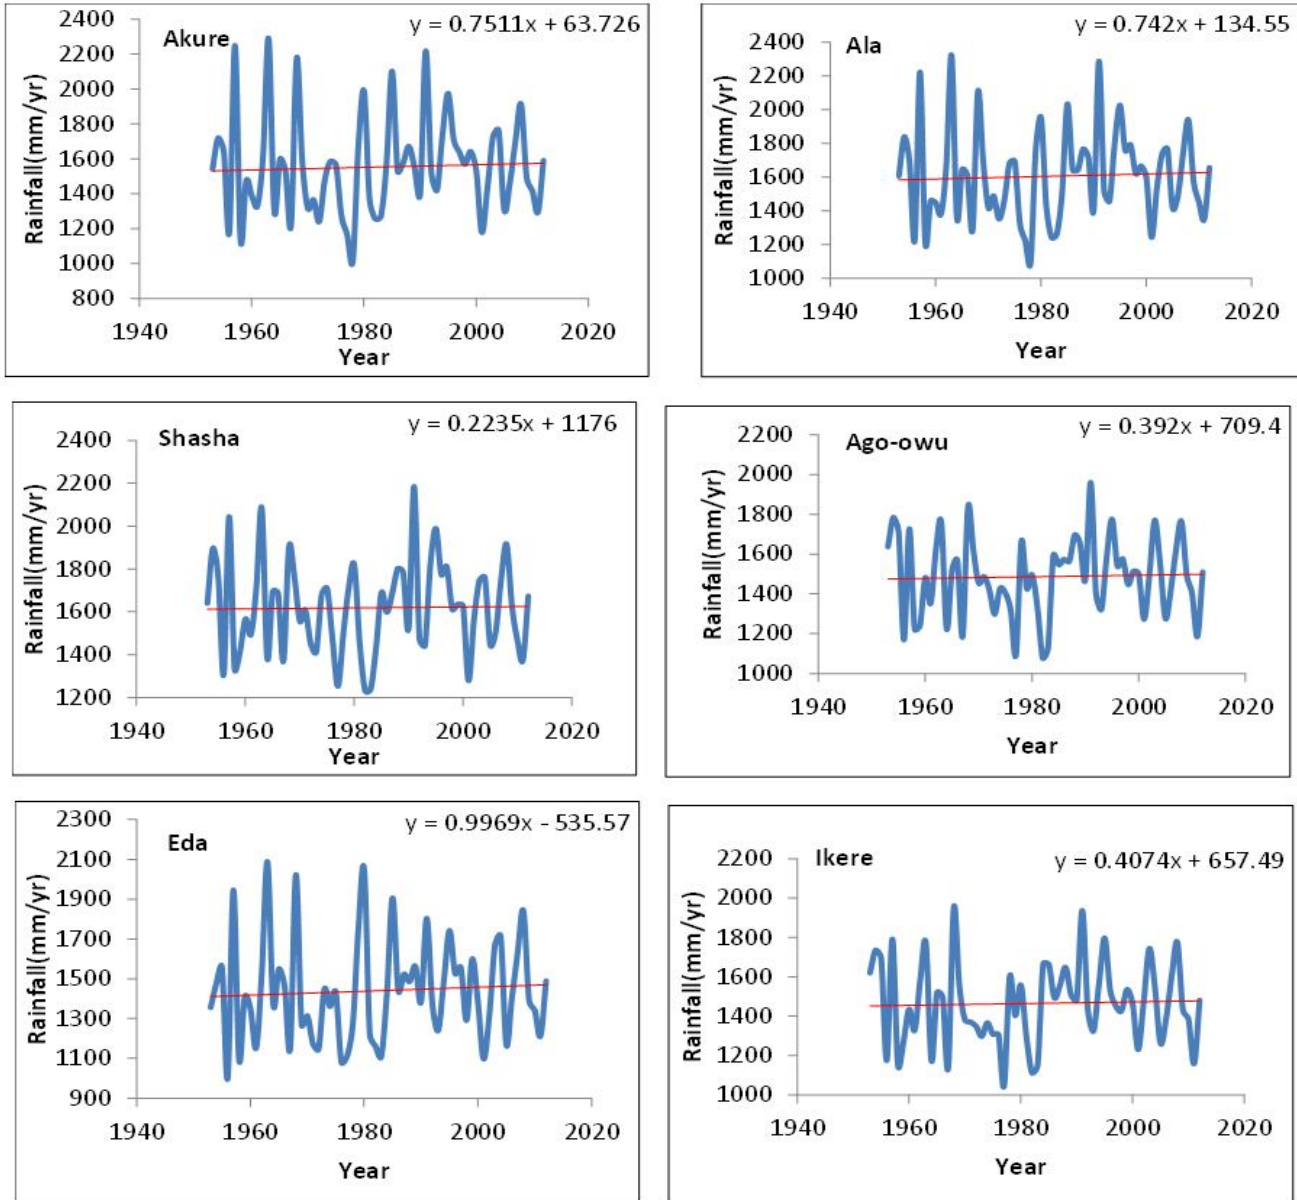 Akure
y = 0.7511x + 63.726
Rainfall(mm/yr)
2400
2200
2000
1800
1600
1400
1200
1000
800
1940 1960 1980 2000 2020
Year
Ala
y = 0.742x + 134.55
Rainfall(mm/yr)
2400
2200
2000
1800
1600
1400
1200
1000
1940 1960 1980 2000 2020
Year
Shasha
y = 0.2235x + 1176
Rainfall(mm/yr)
2400
2200
2000
1800
1600
1400
1200
1940 1960 1980 2000 2020
Year
Ago-owu
y = 0.392x + 709.4
Rainfall(mm/yr)
2200
2000
1800
1600
1400
1200
1000
1940 1960 1980 2000 2020
Year
Eda
y = 0.9969x - 535.57
Rainfall(mm/yr)
2300
2100
1900
1700
1500
1300
1100
900
1940 1960 1980 2000 2020
Year
Ikere
y = 0.4074x + 657.49
Rainfall(mm/yr)
2200
2000
1800
1600
1400
1200
1000
1940 1960 1980 2000 2020
Year